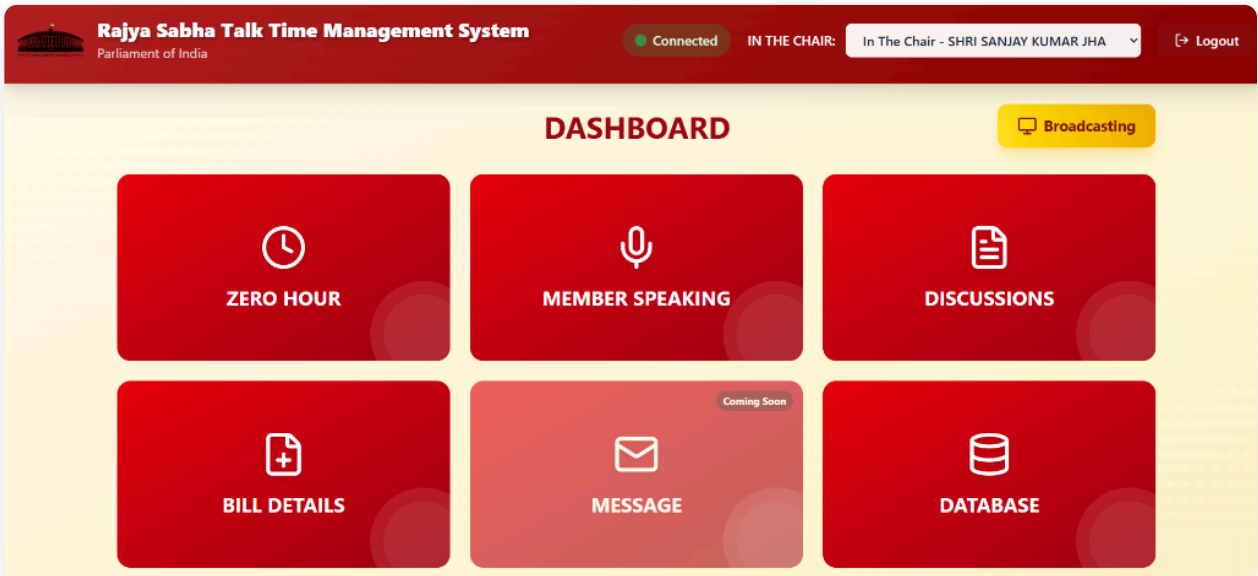 Rajya Sabha Talk Time Management System
Parliament of India
Connected
IN THE CHAIR:
In The Chair - SHRI SANJAY KUMAR JHA
Logout
DASHBOARD
Broadcasting
ZERO HOUR
MEMBER SPEAKING
DISCUSSIONS
BILL DETAILS
Coming Soon
MESSAGE
DATABASE